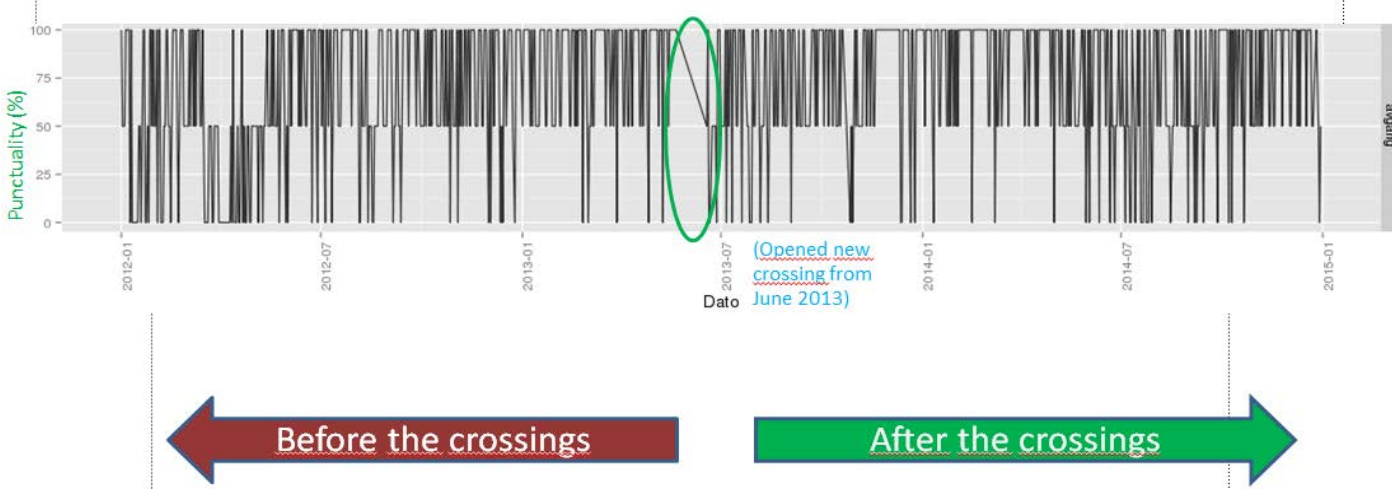 100
75
50
25
0
Punctuality (%)
avgang
2012-01
2012-07
2013-01
2013-07
2014-01
2014-07
2015-01
(Opened new
crossing from
June 2013)
Dato
Before the crossings
After the crossings